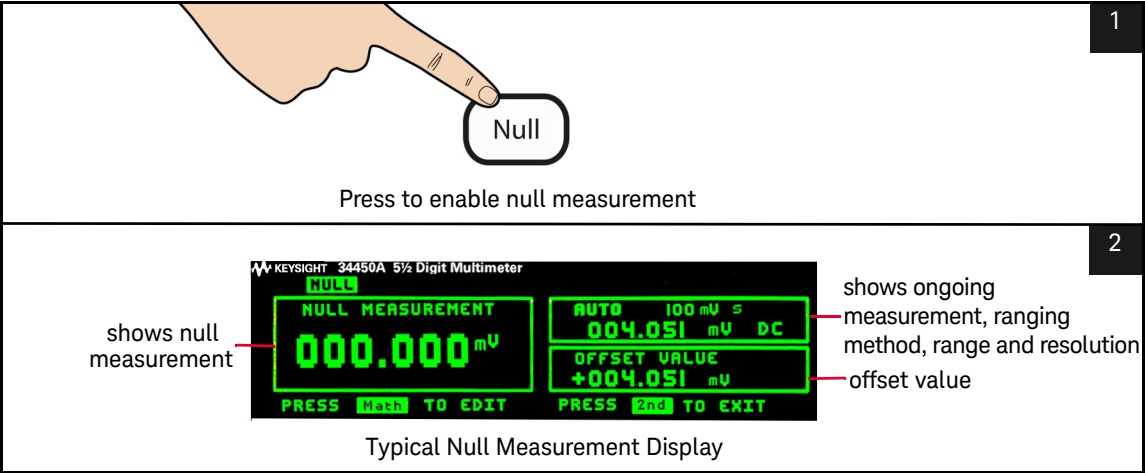 1
Null
Press to enable null measurement
2
KEYSIGHT 34450A 5½ Digit Multimeter
NULL
NULL MEASUREMENT
000.000 mV
AUTO 100 mV S
004.051 mV DC
OFFSET VALUE
+004.051 mV
PRESS Math TO EDIT
PRESS 2nd TO EXIT
shows null
measurement
shows ongoing
measurement, ranging
method, range and resolution
offset value
Typical Null Measurement Display